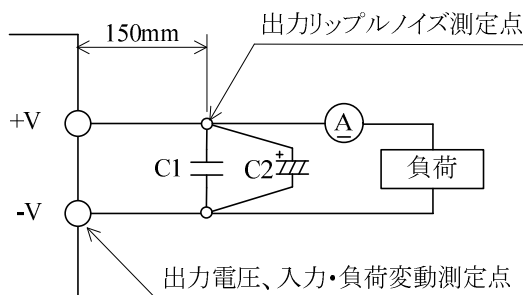 出力リップルノイズ測定点
150mm
+V
A
C1
+
C2
負荷
-V
出力電圧、入力・負荷変動測定点